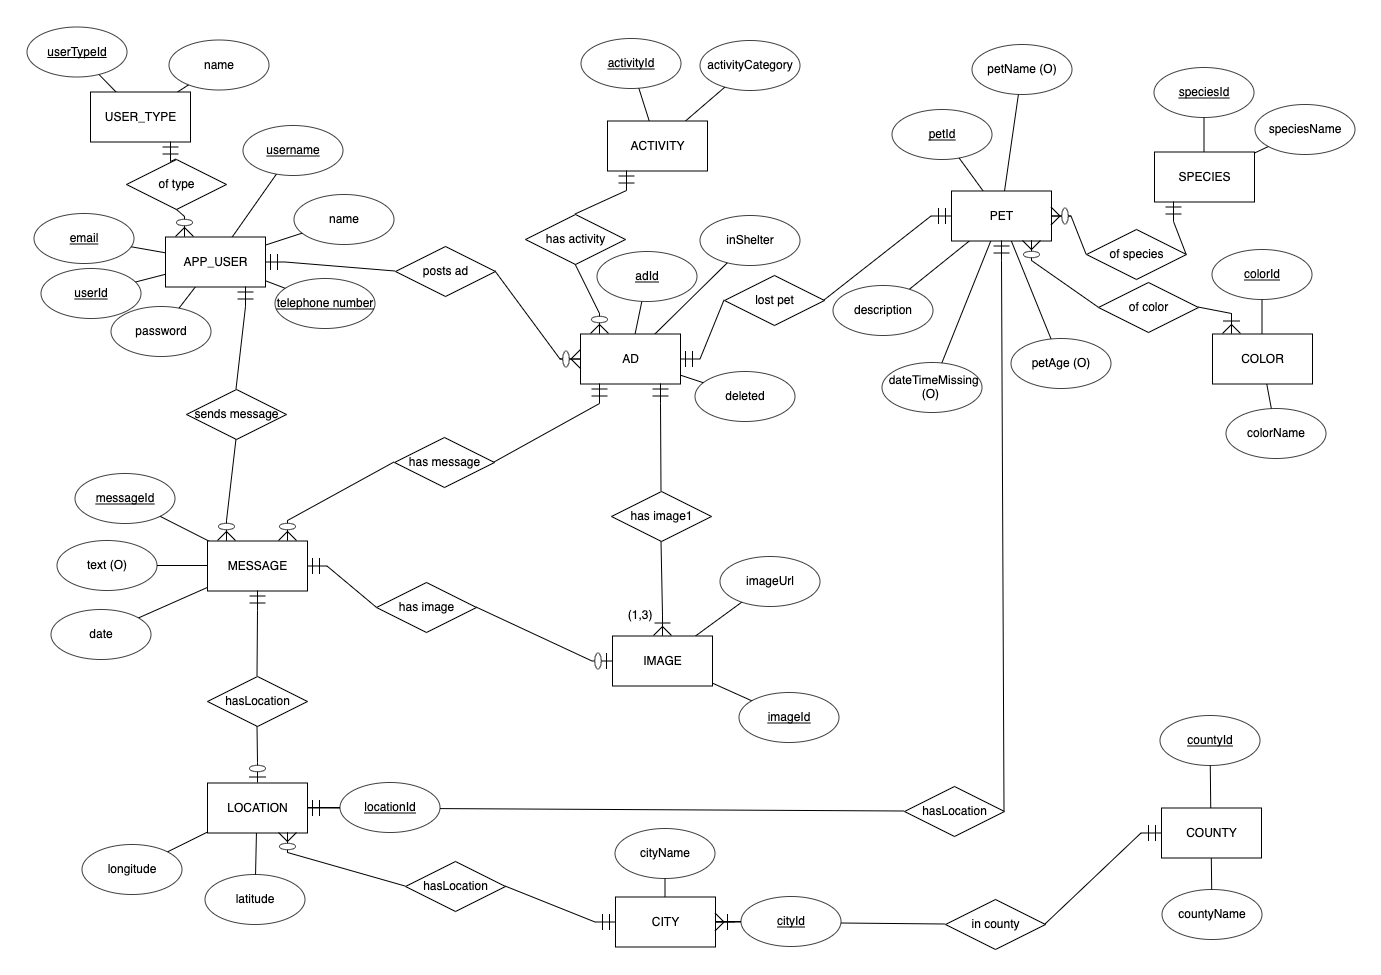 userTypeId
name
USER_TYPE
of type
username
name
email
APP_USER
userId
telephone number
password
posts ad
sends message
activityId
activityCategory
ACTIVITY
has activity
inShelter
adId
lost pet
AD
deleted
has message
has image1
petName (O)
petId
PET
speciesId
speciesName
SPECIES
of species
colorId
of color
COLOR
colorName
description
dateTimeMissing
(O)
petAge (O)
messageId
text (O)
MESSAGE
date
has image
imageUrl
(1,3)
IMAGE
imageId
hasLocation
LOCATION
locationId
hasLocation
longitude
latitude
hasLocation
cityName
CITY
cityId
in county
countyId
COUNTY
countyName